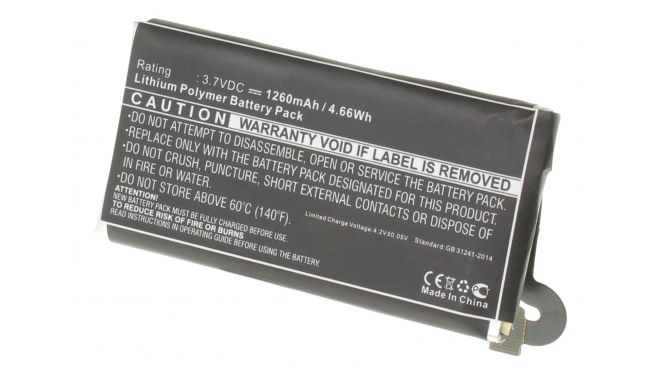 Rating : 3.7VDC ⎓ 1260mAh / 4.66Wh
Lithium Polymer Battery Pack
CAUTION WARRANTY VOID IF LABEL IS REMOVED
•DO NOT ATTEMPT TO DISASSEMBLE, OPEN OR SERVICE THE BATTERY PACK.
•REPLACE ONLY WITH THE BATTERY PACK DESIGNATED FOR YOUR PRODUCT.
•DO NOT CRUSH, PUNCTURE, SHORT EXTERNAL CONTACTS OR DISPOSE OF
IN FIRE OR WATER.
•DO NOT STORE ABOVE 60°C (140°F).
ATTENTION!
NEW BATTERY PACK MUST BE FULLY CHARGED BEFORE USE.
TO REDUCE RISK OF FIRE OR BURNS
READ OPERATING GUIDE BEFORE USING THE BATTERY.
Limited Charge Voltage:4.2V±0.05V Standard:GB 31241-2014
CE FC
Made In China